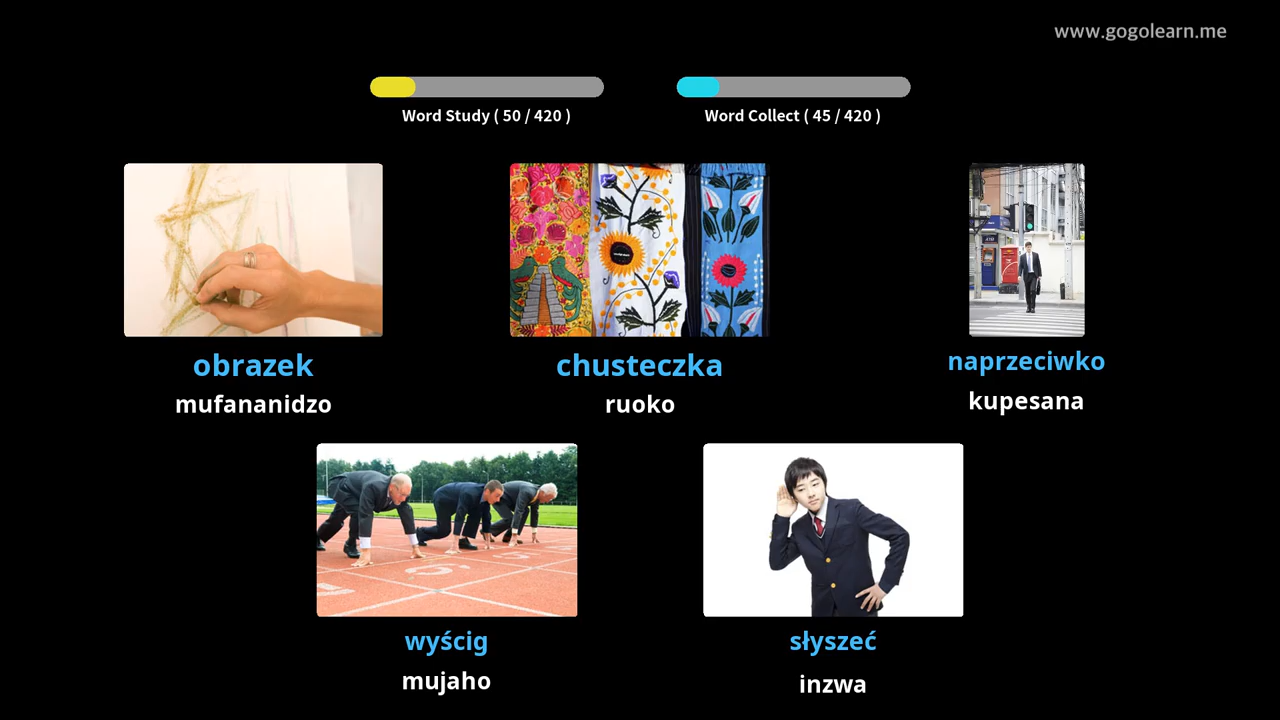 www.gogolearn.me
Word Study ( 50 / 420 )
Word Collect ( 45 / 420 )
obrazek
mufananidzo
chusteczka
ruoko
naprzeciwko
kupesana
wyścig
mujaho
słyszeć
inzwa